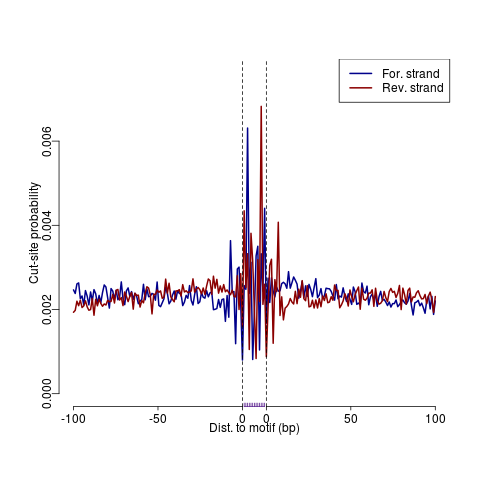 For. strand
Rev. strand
Cut-site probability
0.006
0.004
0.002
0.000
-100 -50 0 0 50 100
Dist. to motif (bp)